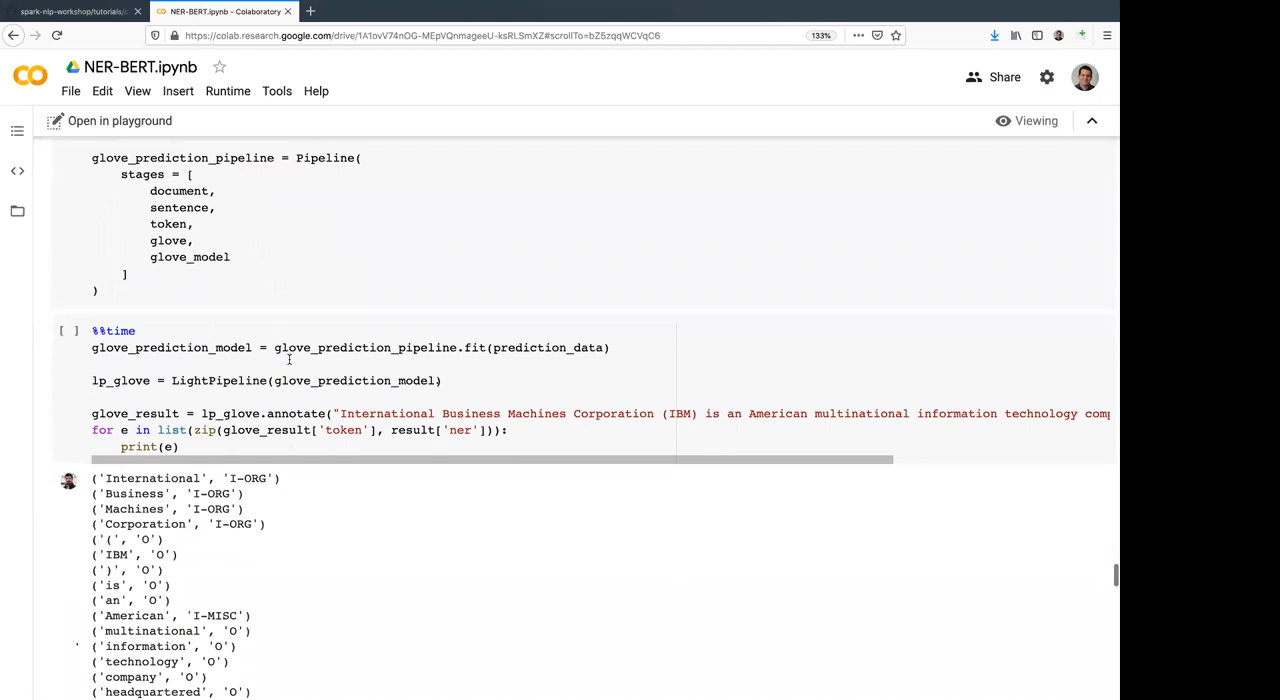 spark-nlp-workshop/tutorials/
NER-BERT.ipynb - Colaboratory
https://colab.research.google.com/drive/1A1ovV74nOG-MEpVQnmageeU-ksRLSmXZ#scrollTo=bZ5zqqWCVqC6
133%
NER-BERT.ipynb
Share
File Edit View Insert Runtime Tools Help
Open in playground
Viewing
glove_prediction_pipeline = Pipeline(
stages = [
document,
sentence,
token,
glove,
glove_model
]
)
[ ] %%time
glove_prediction_model = glove_prediction_pipeline.fit(prediction_data)
lp_glove = LightPipeline(glove_prediction_model)
glove_result = lp_glove.annotate("International Business Machines Corporation (IBM) is an American multinational information technology comp
for e in list(zip(glove_result['token'], result['ner'])):
print(e)
('International', 'I-ORG')
('Business', 'I-ORG')
('Machines', 'I-ORG')
('Corporation', 'I-ORG')
('(', 'O')
('IBM', 'O')
(')', 'O')
('is', 'O')
('an', 'O')
('American', 'I-MISC')
('multinational', 'O')
('information', 'O')
('technology', 'O')
('company', 'O')
('headquartered', 'O')